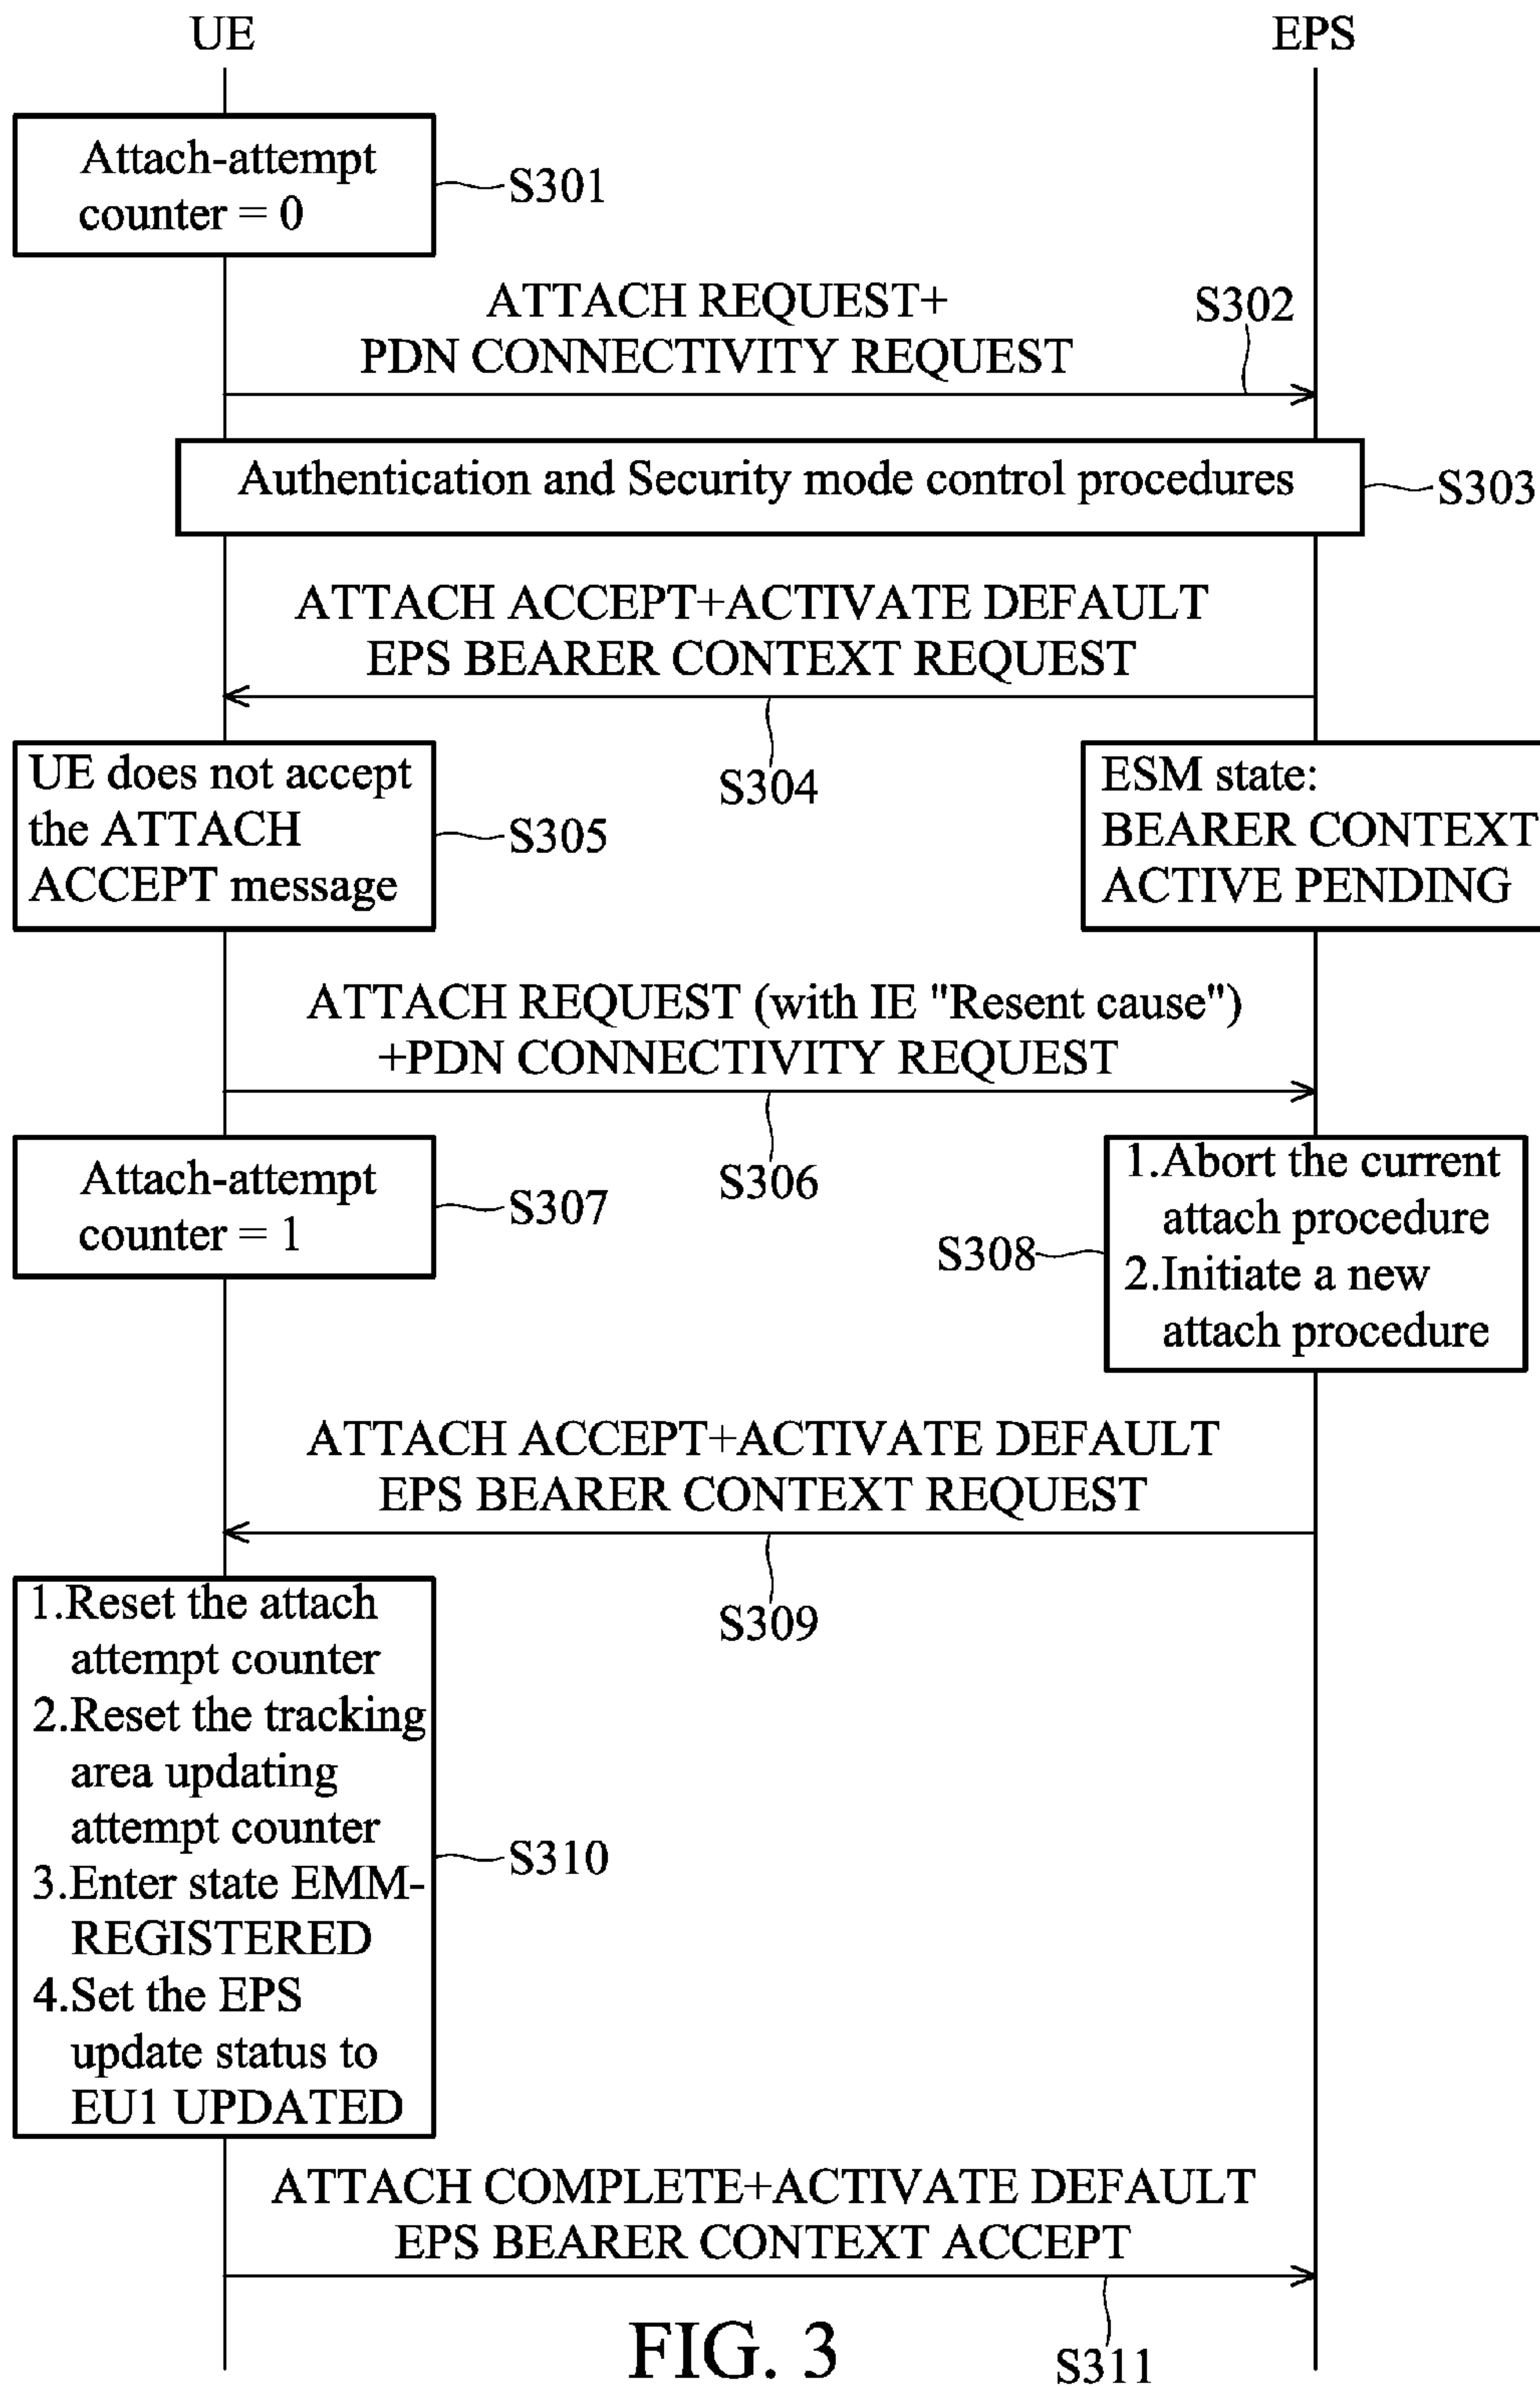 UE
EPS
Attach-attempt
counter = 0
S301
ATTACH REQUEST+
PDN CONNECTIVITY REQUEST
S302
Authentication and Security mode control procedures
S303
ATTACH ACCEPT+ACTIVATE DEFAULT
EPS BEARER CONTEXT REQUEST
S304
UE does not accept
the ATTACH
ACCEPT message
S305
ESM state:
BEARER CONTEXT
ACTIVE PENDING
ATTACH REQUEST (with IE "Resent cause")
+PDN CONNECTIVITY REQUEST
S306
Attach-attempt
counter = 1
S307
S308
1.Abort the current
attach procedure
2.Initiate a new
attach procedure
ATTACH ACCEPT+ACTIVATE DEFAULT
EPS BEARER CONTEXT REQUEST
S309
1.Reset the attach
attempt counter
2.Reset the tracking
area updating
attempt counter
3.Enter state EMM-
REGISTERED
4.Set the EPS
update status to
EU1 UPDATED
S310
ATTACH COMPLETE+ACTIVATE DEFAULT
EPS BEARER CONTEXT ACCEPT
S311
FIG. 3